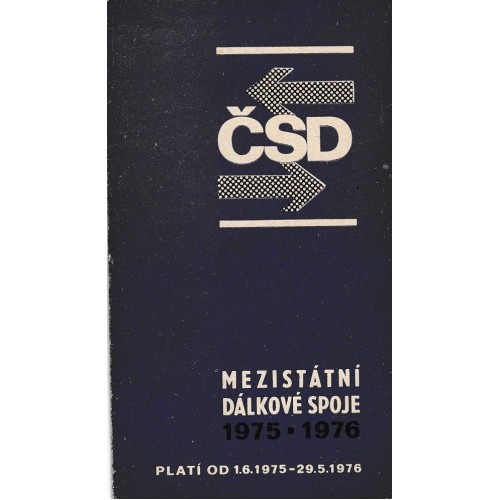 ČSD
MEZISTÁTNÍ
DÁLKOVÉ SPOJE
1975 ▪ 1976
PLATÍ OD 1.6.1975-29.5.1976